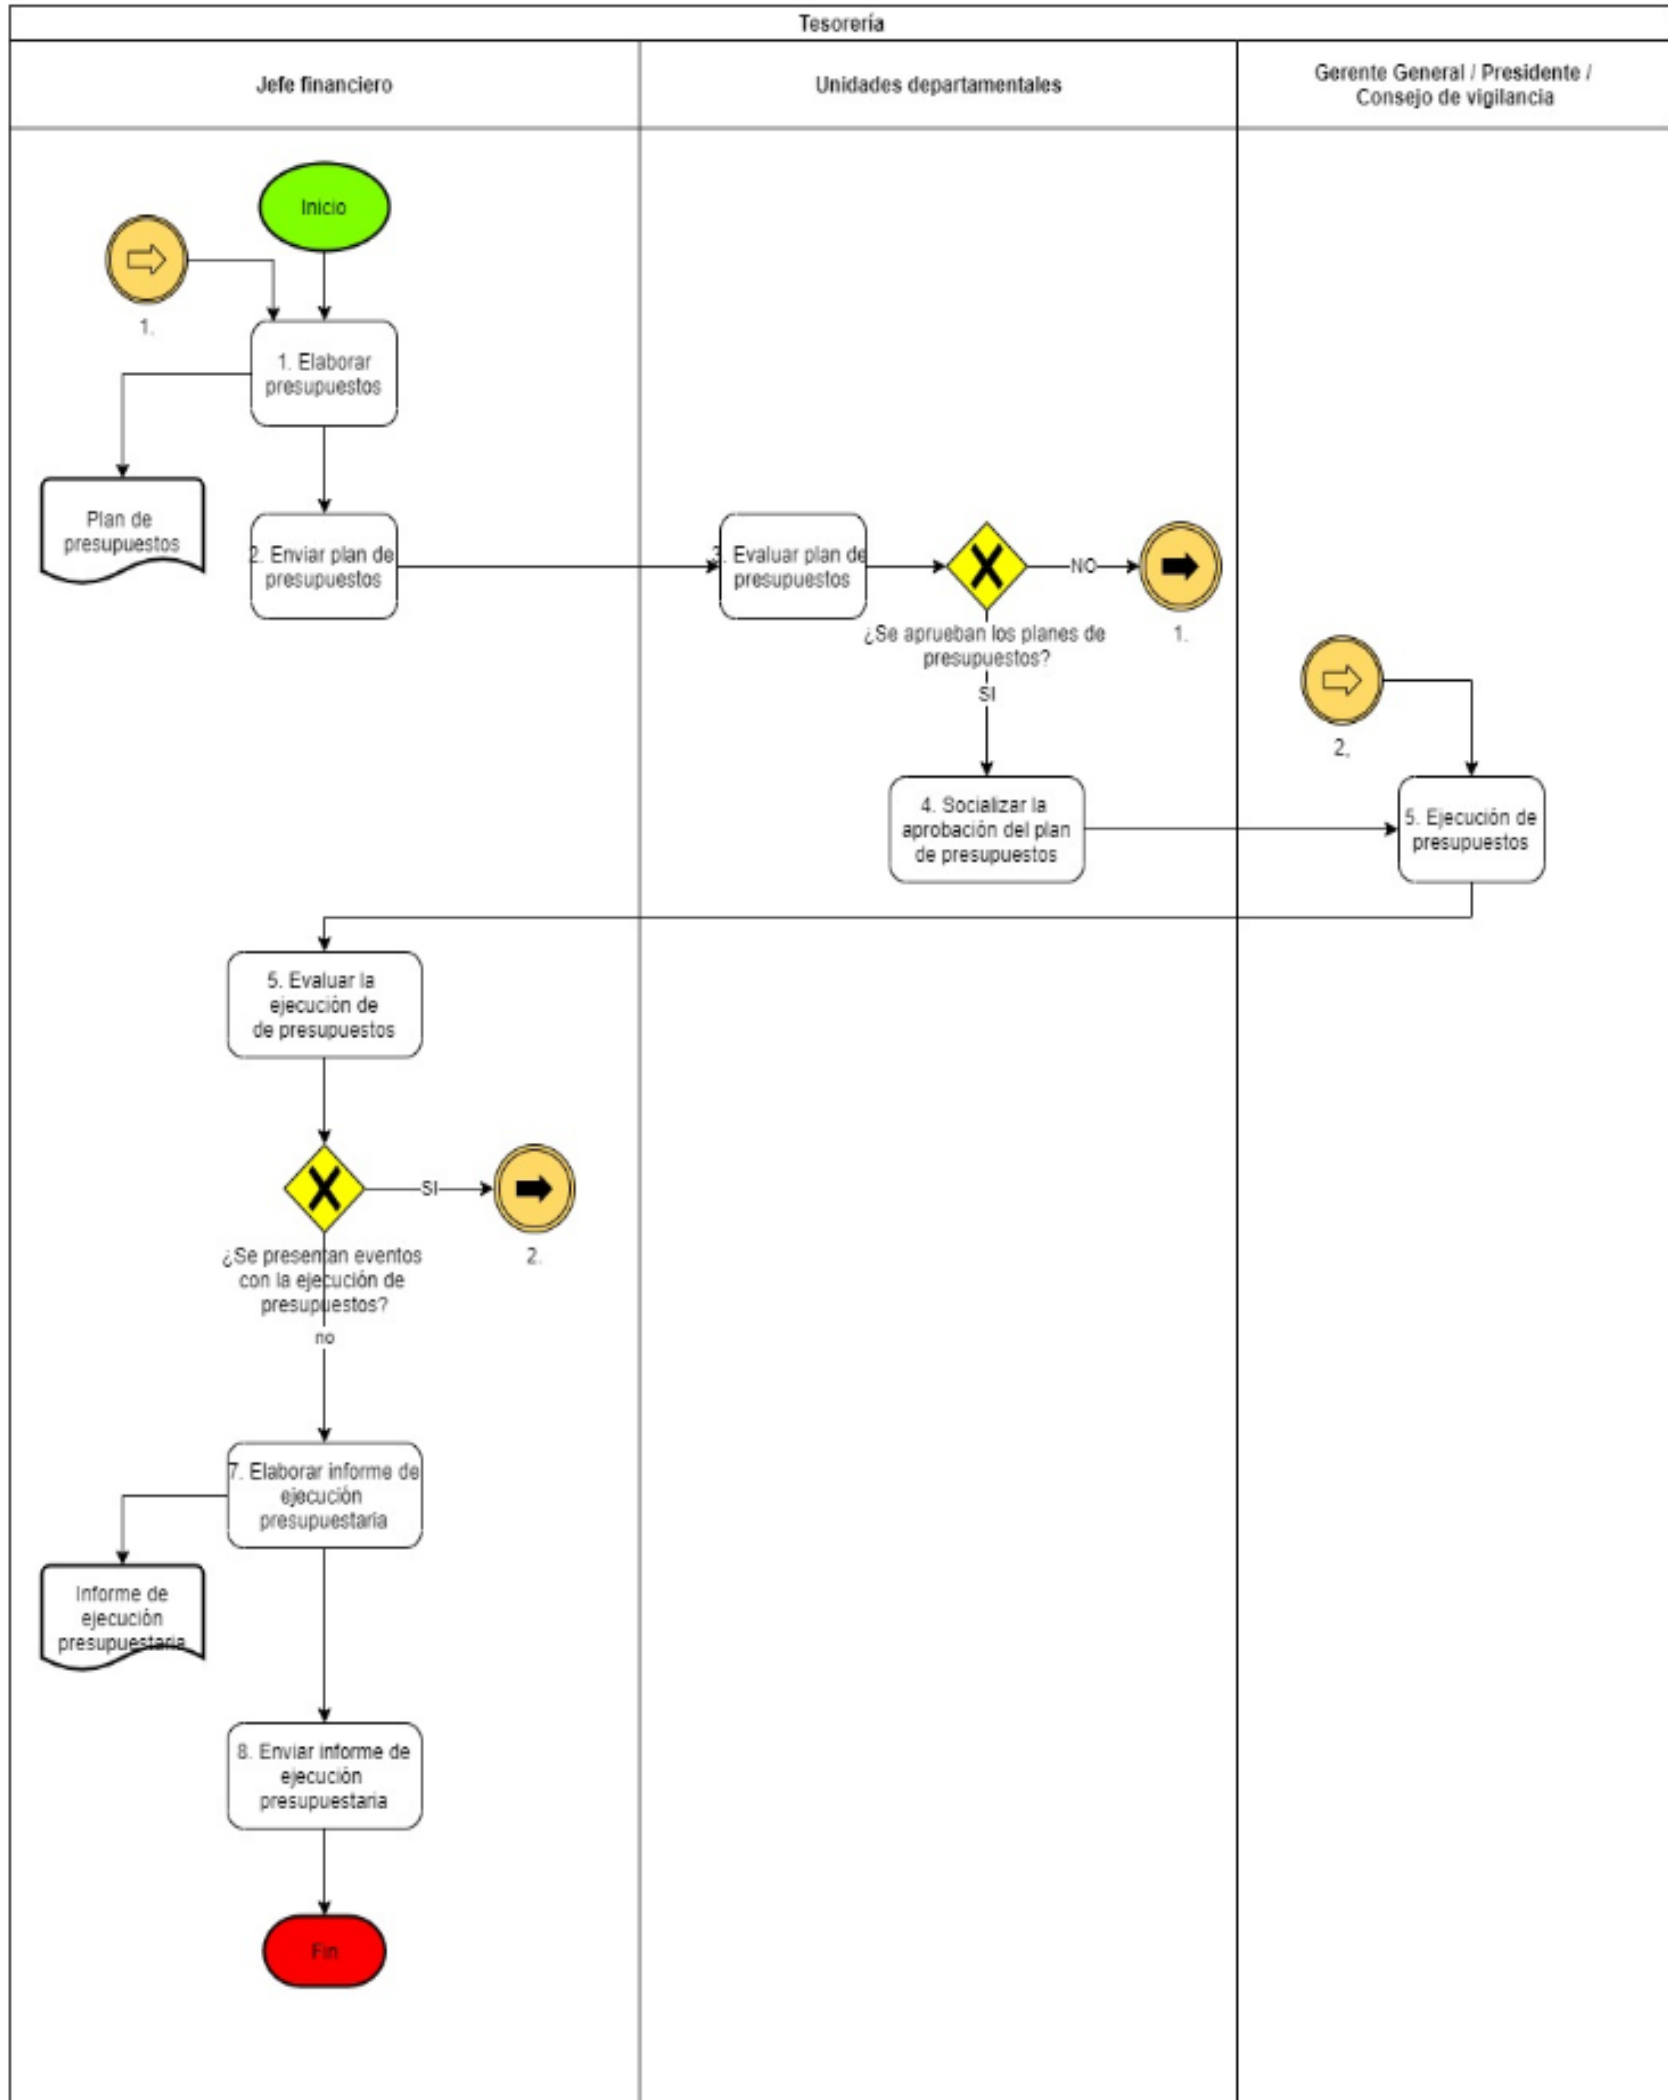 Tesorería
Jefe financiero
Unidades departamentales
Gerente General / Presidente /
Consejo de vigilancia
Inicio
1.
1. Elaborar
presupuestos
Plan de
presupuestos
2. Enviar plan de
presupuestos
3. Evaluar plan de
presupuestos
NO
1.
¿Se aprueban los planes de
presupuestos?
SI
2,
4. Socializar la
aprobación del plan
de presupuestos
5. Ejecución de
presupuestos
5. Evaluar la
ejecución de
de presupuestos
SI
2.
¿Se presentan eventos
con la ejecución de
presupuestos?
no
7. Elaborar informe de
ejecución
presupuestaria
Informe de
ejecución
presupuestaria
8. Enviar informe de
ejecución
presupuestaria
Fin